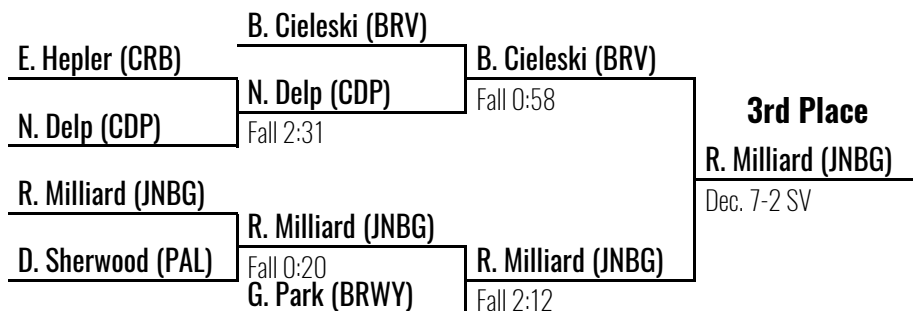 B. Cieleski (BRV)
E. Hepler (CRB)
B. Cieleski (BRV)
N. Delp (CDP)
Fall 0:58
3rd Place
N. Delp (CDP)
Fall 2:31
R. Milliard (JNBG)
R. Milliard (JNBG)
Dec. 7-2 SV
R. Milliard (JNBG)
D. Sherwood (PAL)
Fall 0:20
R. Milliard (JNBG)
G. Park (BRWY)
Fall 2:12